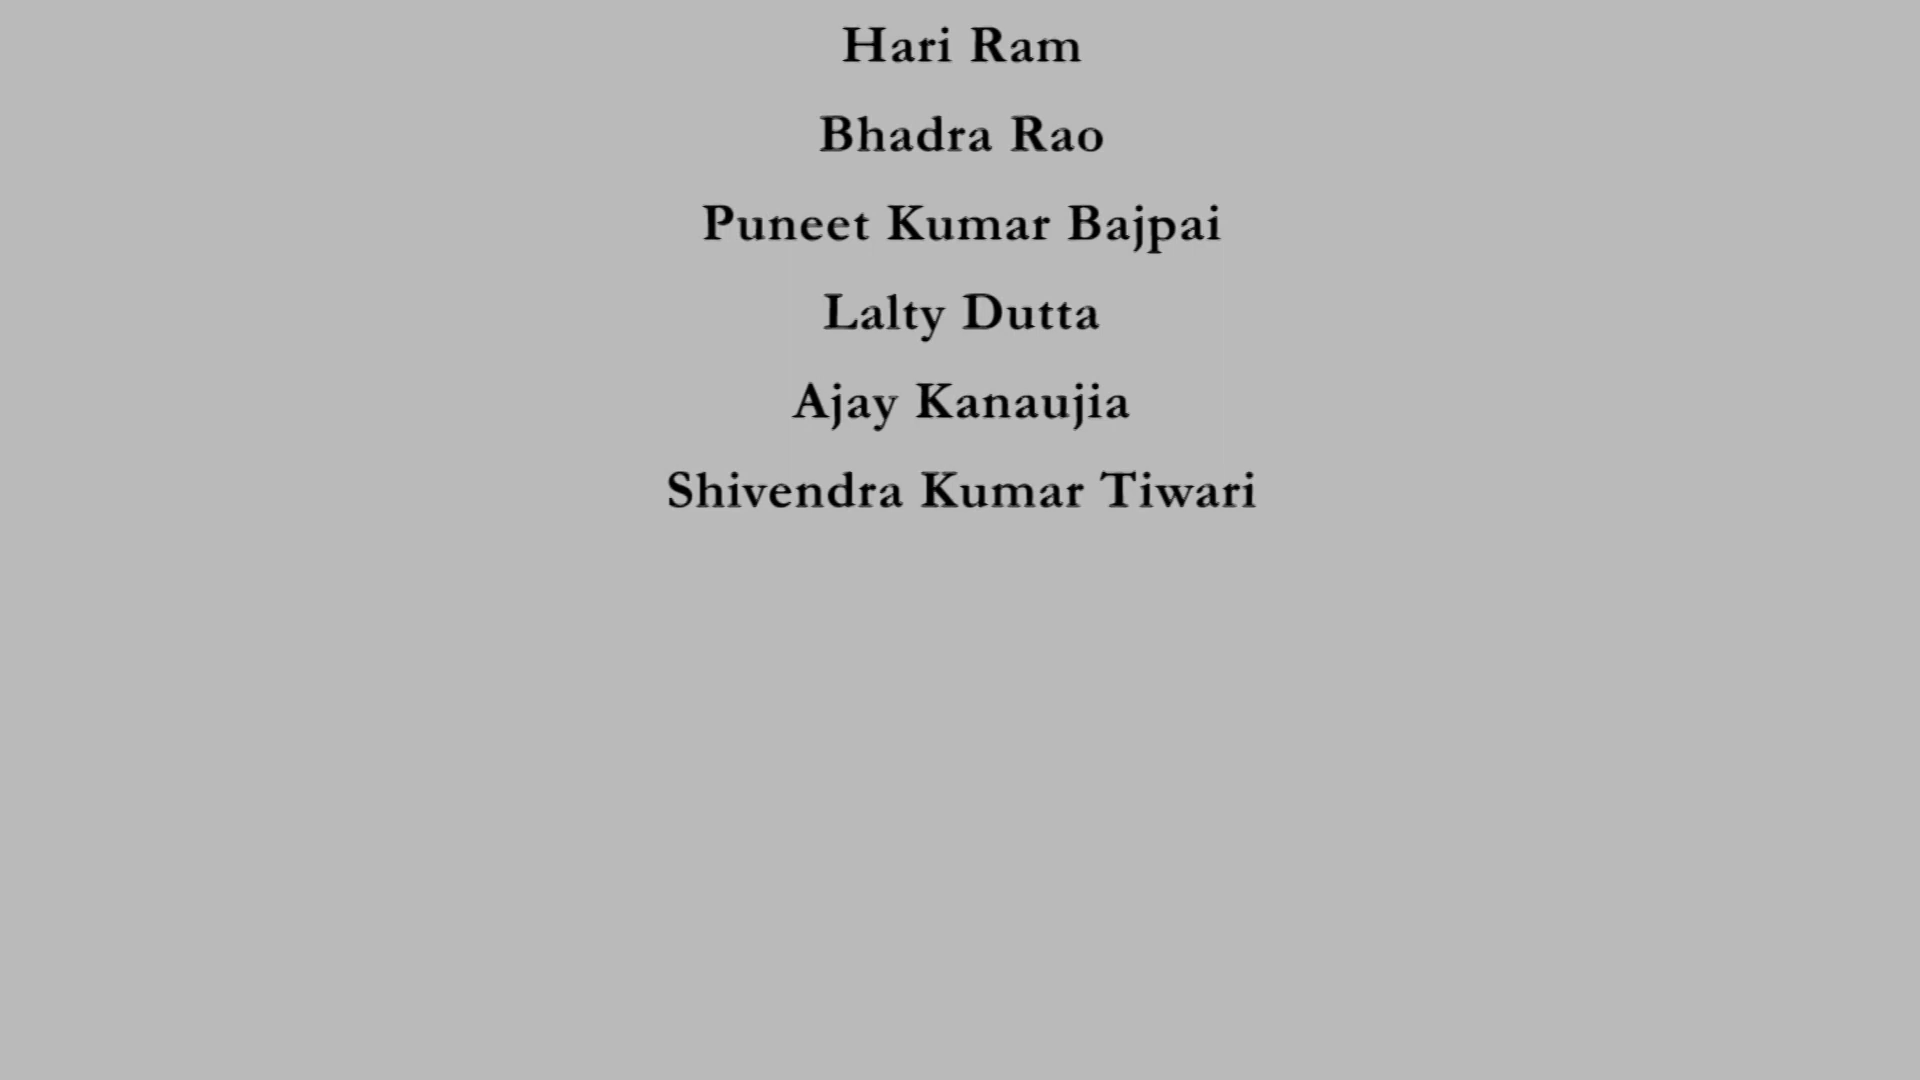 Hari Ram
Bhadra Rao
Puneet Kumar Bajpai
Lalty Dutta
Ajay Kanaujia
Shivendra Kumar Tiwari